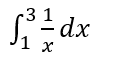 ∫₁³ 1/x dx